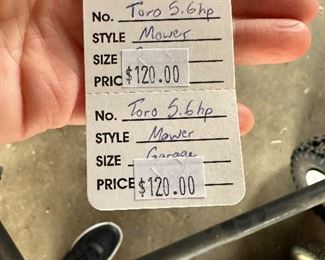 No. Toro 5.6hp
STYLE Mower
SIZE
PRIC $120.00
No. Toro 5.6hp
STYLE Mower
SIZE Garage
PRICE $120.00